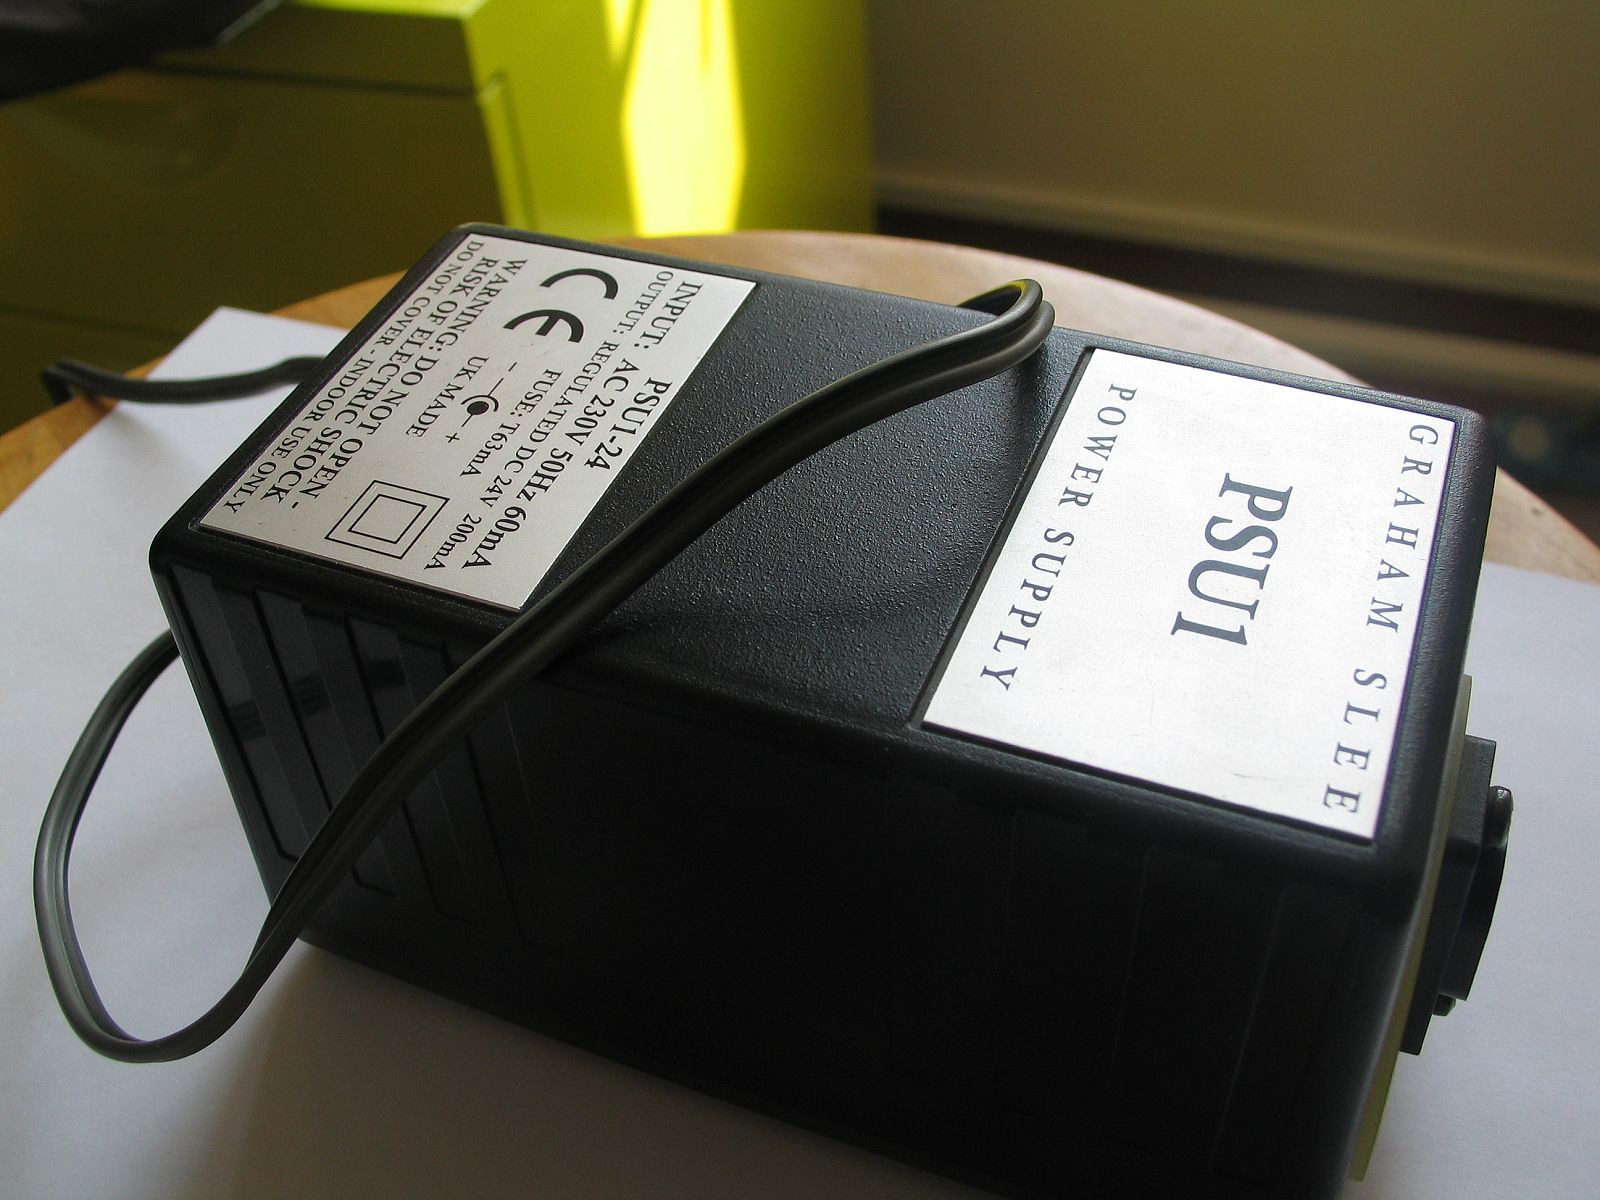 GRAHAM SLEE
PSU1
POWER SUPPLY
PSU1-24
INPUT: AC 230V 50Hz 60mA
OUTPUT: REGULATED DC 24V 200mA
FUSE: T63mA
- +
UK MADE
CE
WARNING: DO NOT OPEN -
RISK OF ELECTRIC SHOCK -
DO NOT COVER - INDOOR USE ONLY